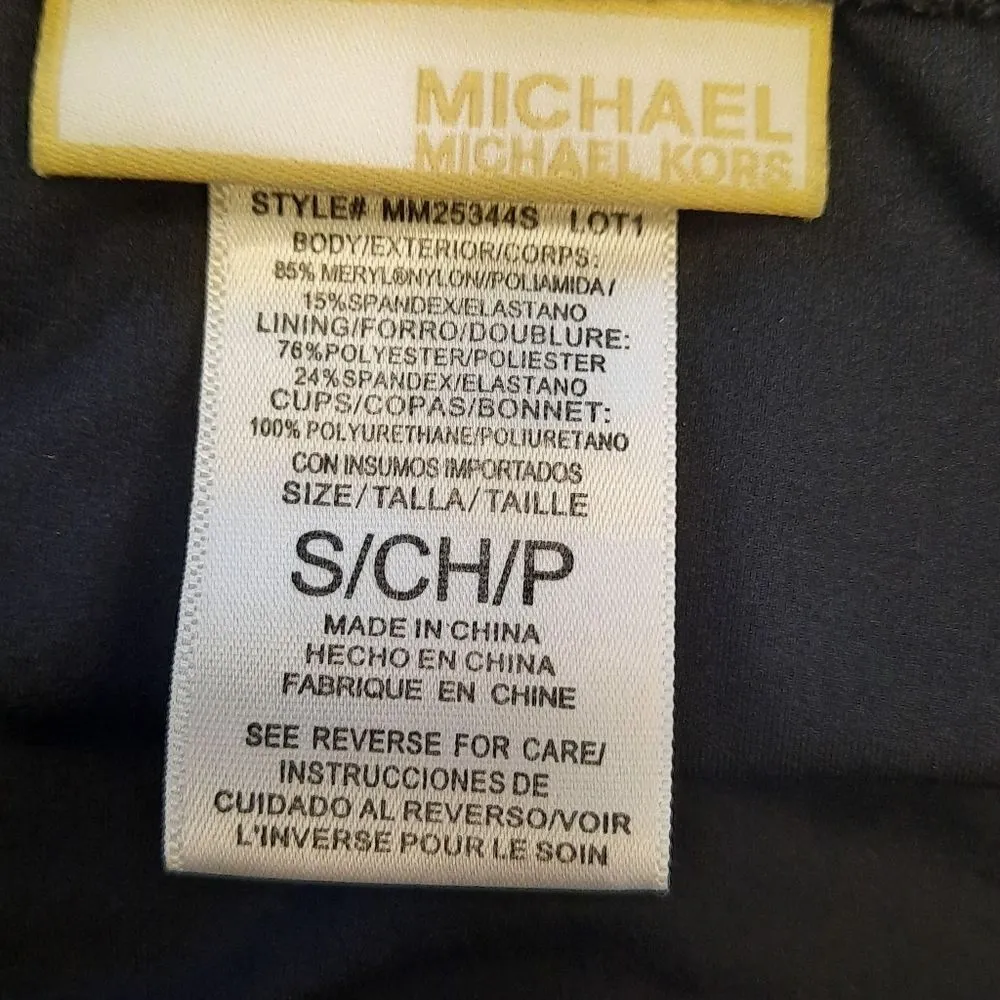 MICHAEL
MICHAEL KORS
STYLE# MM25344S LOT1
BODY/EXTERIOR/CORPS:
85% MERYL®NYLON//POLIAMIDA/
15%SPANDEX/ELASTANO
LINING/FORRO/DOUBLURE:
76%POLYESTER/POLIESTER
24%SPANDEX/ELASTANO
CUPS/COPAS/BONNET:
100% POLYURETHANE/POLIURETANO
CON INSUMOS IMPORTADOS
SIZE/TALLA/TAILLE
S/CH/P
MADE IN CHINA
HECHO EN CHINA
FABRIQUE EN CHINE
SEE REVERSE FOR CARE/
INSTRUCCIONES DE
CUIDADO AL REVERSO/VOIR
L'INVERSE POUR LE SOIN